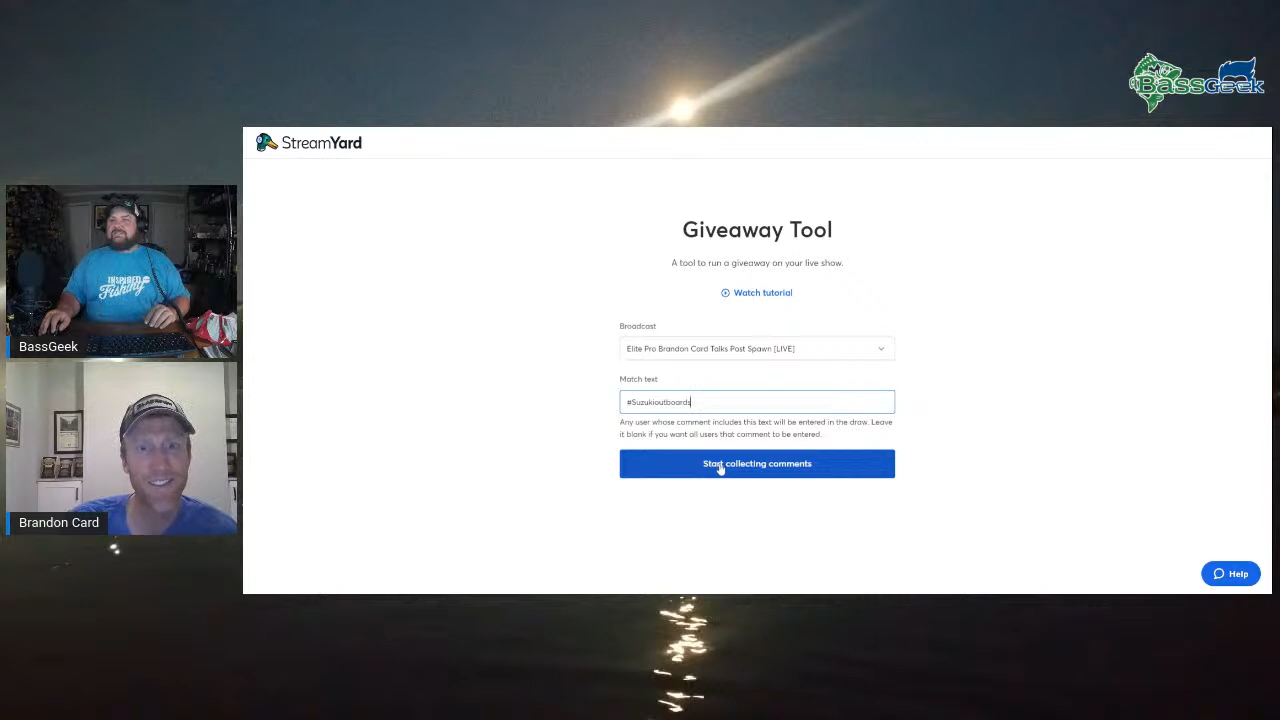 BassGeek
StreamYard
Giveaway Tool
A tool to run a giveaway on your live show.
Watch tutorial
Broadcast
Elite Pro Brandon Card Talks Post Spawn [LIVE]
Match text
#Suzukioutboards
Any user whose comment includes this text will be entered in the draw. Leave
it blank if you want all users that comment to be entered.
Start collecting comments
Help
INSPIRED
Fishing
BassGeek
Brandon Card